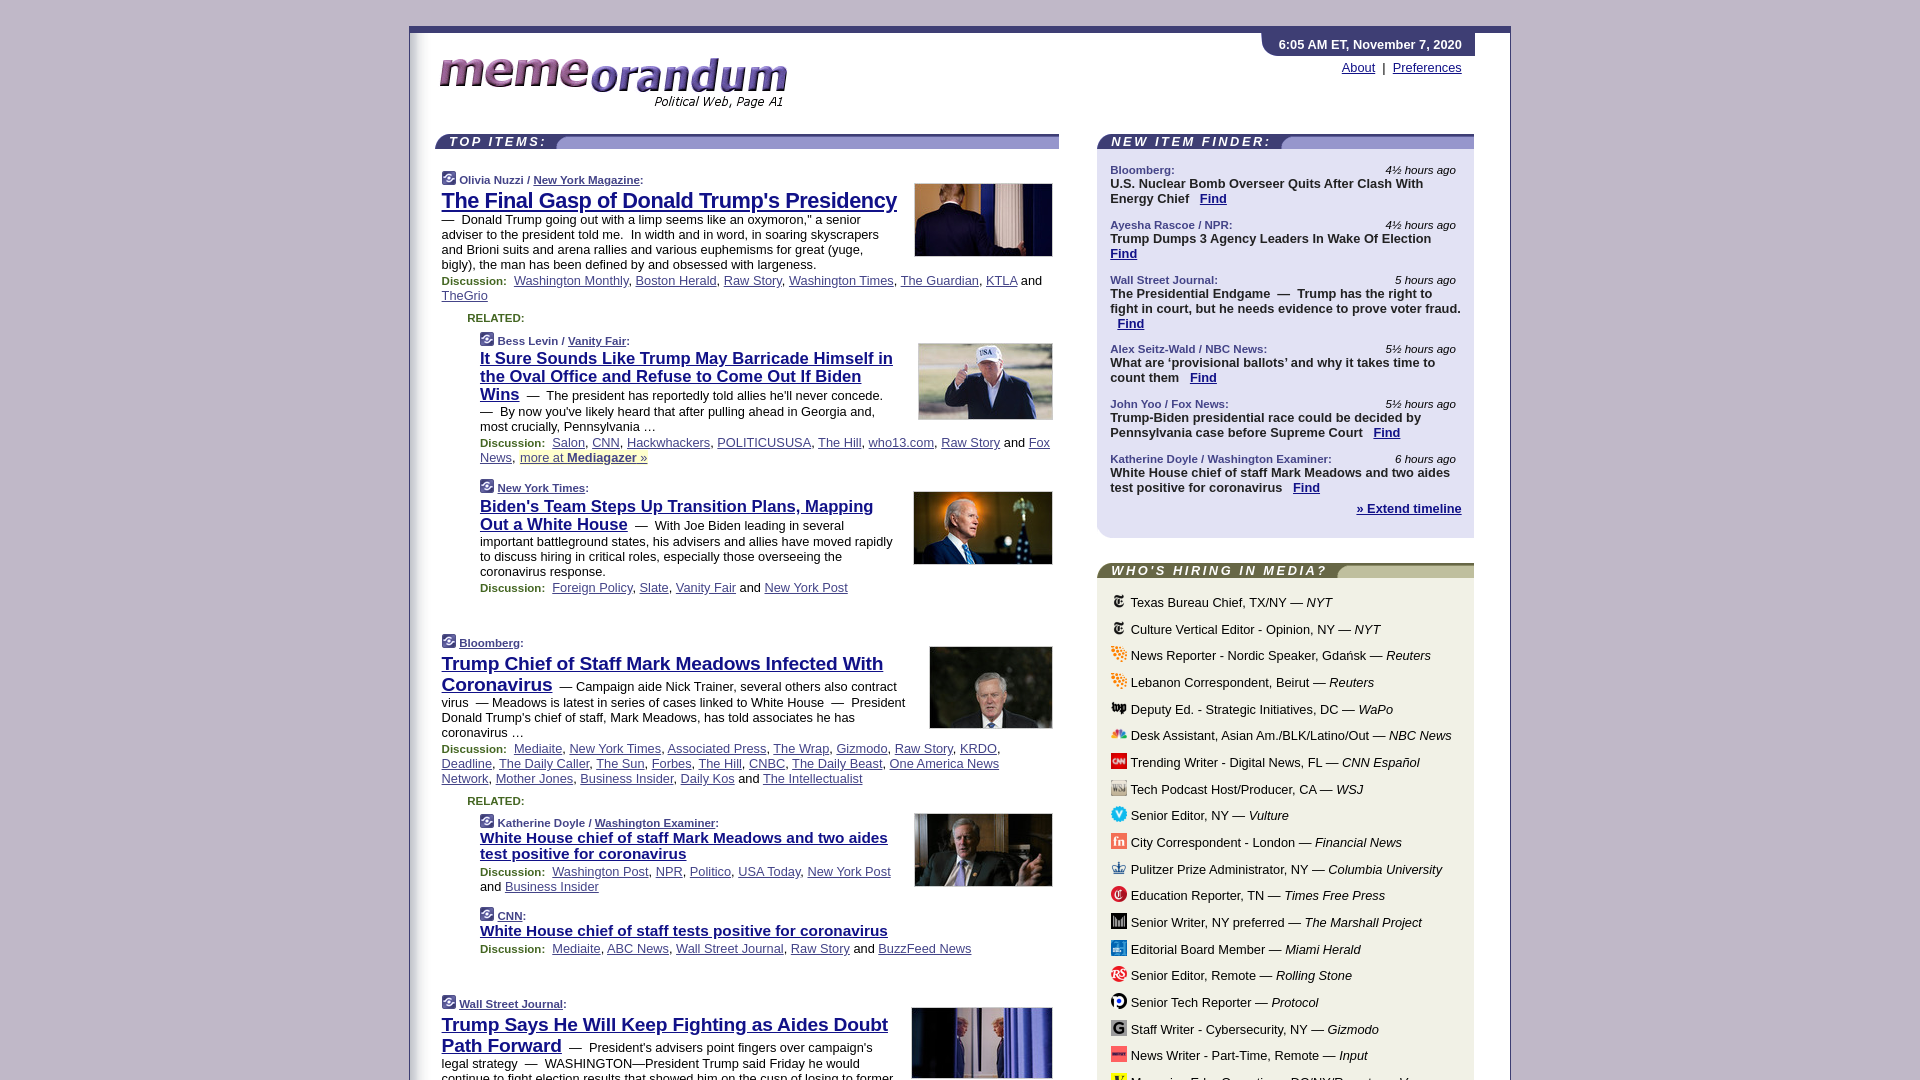 6:05 AM ET, November 7, 2020
memeorandum
Political Web, Page A1
About | Preferences
TOP ITEMS:
Olivia Nuzzi / New York Magazine:
The Final Gasp of Donald Trump's Presidency
— Donald Trump going out with a limp seems like an oxymoron," a senior
adviser to the president told me. In width and in word, in soaring skyscrapers
and Brioni suits and arena rallies and various euphemisms for great (yuge,
bigly), the man has been defined by and obsessed with largeness.
Discussion: Washington Monthly, Boston Herald, Raw Story, Washington Times, The Guardian, KTLA and
TheGrio
RELATED:
Bess Levin / Vanity Fair:
It Sure Sounds Like Trump May Barricade Himself in
the Oval Office and Refuse to Come Out If Biden
Wins — The president has reportedly told allies he'll never concede.
— By now you've likely heard that after pulling ahead in Georgia and,
most crucially, Pennsylvania …
Discussion: Salon, CNN, Hackwhackers, POLITICUSUSA, The Hill, who13.com, Raw Story and Fox
News, more at Mediagazer »
New York Times:
Biden's Team Steps Up Transition Plans, Mapping
Out a White House — With Joe Biden leading in several
important battleground states, his advisers and allies have moved rapidly
to discuss hiring in critical roles, especially those overseeing the
coronavirus response.
Discussion: Foreign Policy, Slate, Vanity Fair and New York Post
Bloomberg:
Trump Chief of Staff Mark Meadows Infected With
Coronavirus — Campaign aide Nick Trainer, several others also contract
virus — Meadows is latest in series of cases linked to White House — President
Donald Trump's chief of staff, Mark Meadows, has told associates he has
coronavirus …
Discussion: Mediaite, New York Times, Associated Press, The Wrap, Gizmodo, Raw Story, KRDO,
Deadline, The Daily Caller, The Sun, Forbes, The Hill, CNBC, The Daily Beast, One America News
Network, Mother Jones, Business Insider, Daily Kos and The Intellectualist
RELATED:
Katherine Doyle / Washington Examiner:
White House chief of staff Mark Meadows and two aides
test positive for coronavirus
Discussion: Washington Post, NPR, Politico, USA Today, New York Post
and Business Insider
CNN:
White House chief of staff tests positive for coronavirus
Discussion: Mediaite, ABC News, Wall Street Journal, Raw Story and BuzzFeed News
Wall Street Journal:
Trump Says He Will Keep Fighting as Aides Doubt
Path Forward — President's advisers point fingers over campaign's
legal strategy — WASHINGTON—President Trump said Friday he would
continue to fight election results that showed him on the cusp of losing to former
NEW ITEM FINDER:
Bloomberg: 4½ hours ago
U.S. Nuclear Bomb Overseer Quits After Clash With
Energy Chief Find
Ayesha Rascoe / NPR: 4½ hours ago
Trump Dumps 3 Agency Leaders In Wake Of Election
Find
Wall Street Journal: 5 hours ago
The Presidential Endgame — Trump has the right to
fight in court, but he needs evidence to prove voter fraud.
Find
Alex Seitz-Wald / NBC News: 5½ hours ago
What are ‘provisional ballots’ and why it takes time to
count them Find
John Yoo / Fox News: 5½ hours ago
Trump-Biden presidential race could be decided by
Pennsylvania case before Supreme Court Find
Katherine Doyle / Washington Examiner: 6 hours ago
White House chief of staff Mark Meadows and two aides
test positive for coronavirus Find
» Extend timeline
WHO'S HIRING IN MEDIA?
Texas Bureau Chief, TX/NY — NYT
Culture Vertical Editor - Opinion, NY — NYT
News Reporter - Nordic Speaker, Gdańsk — Reuters
Lebanon Correspondent, Beirut — Reuters
Deputy Ed. - Strategic Initiatives, DC — WaPo
Desk Assistant, Asian Am./BLK/Latino/Out — NBC News
Trending Writer - Digital News, FL — CNN Español
Tech Podcast Host/Producer, CA — WSJ
Senior Editor, NY — Vulture
City Correspondent - London — Financial News
Pulitzer Prize Administrator, NY — Columbia University
Education Reporter, TN — Times Free Press
Senior Writer, NY preferred — The Marshall Project
Editorial Board Member — Miami Herald
Senior Editor, Remote — Rolling Stone
Senior Tech Reporter — Protocol
Staff Writer - Cybersecurity, NY — Gizmodo
News Writer - Part-Time, Remote — Input